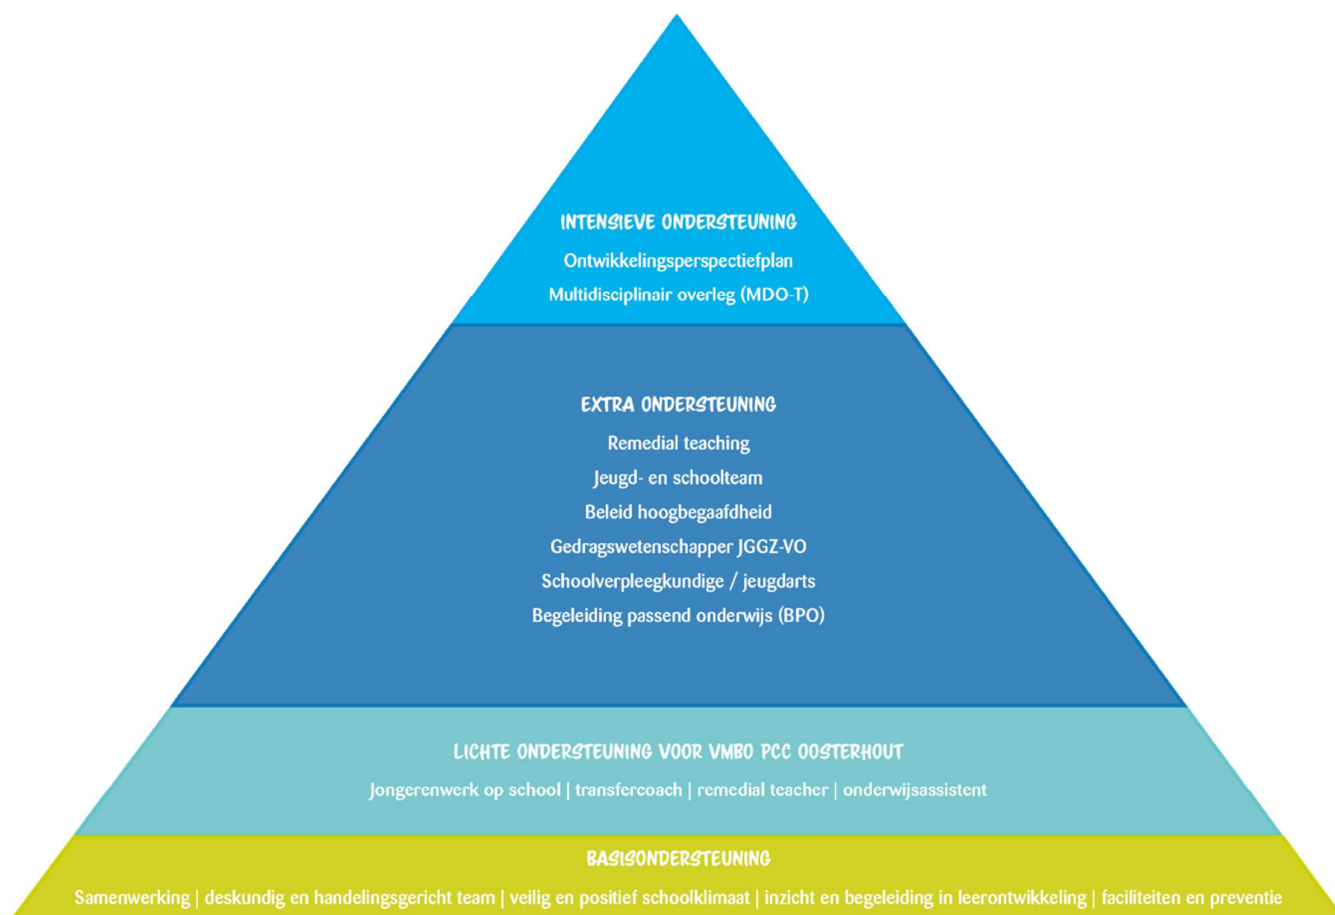 INTENSIEVE ONDERSTEUNING
Ontwikkelingsperspectiefplan
Multidisciplinair overleg (MDO-T)
EXTRA ONDERSTEUNING
Remedial teaching
Jeugd- en schoolteam
Beleid hoogbegaafdheid
Gedragswetenschapper JGGZ-VO
Schoolverpleegkundige / jeugdarts
Begeleiding passend onderwijs (BPO)
LICHTE ONDERSTEUNING VOOR VMBO PCC OOSTERHOUT
Jongerenwerk op school | transfercoach | remedial teacher | onderwijsassistent
BASISONDERSTEUNING
Samenwerking | deskundig en handelingsgericht team | veilig en positief schoolklimaat | inzicht en begeleiding in leerontwikkeling | faciliteiten en preventie